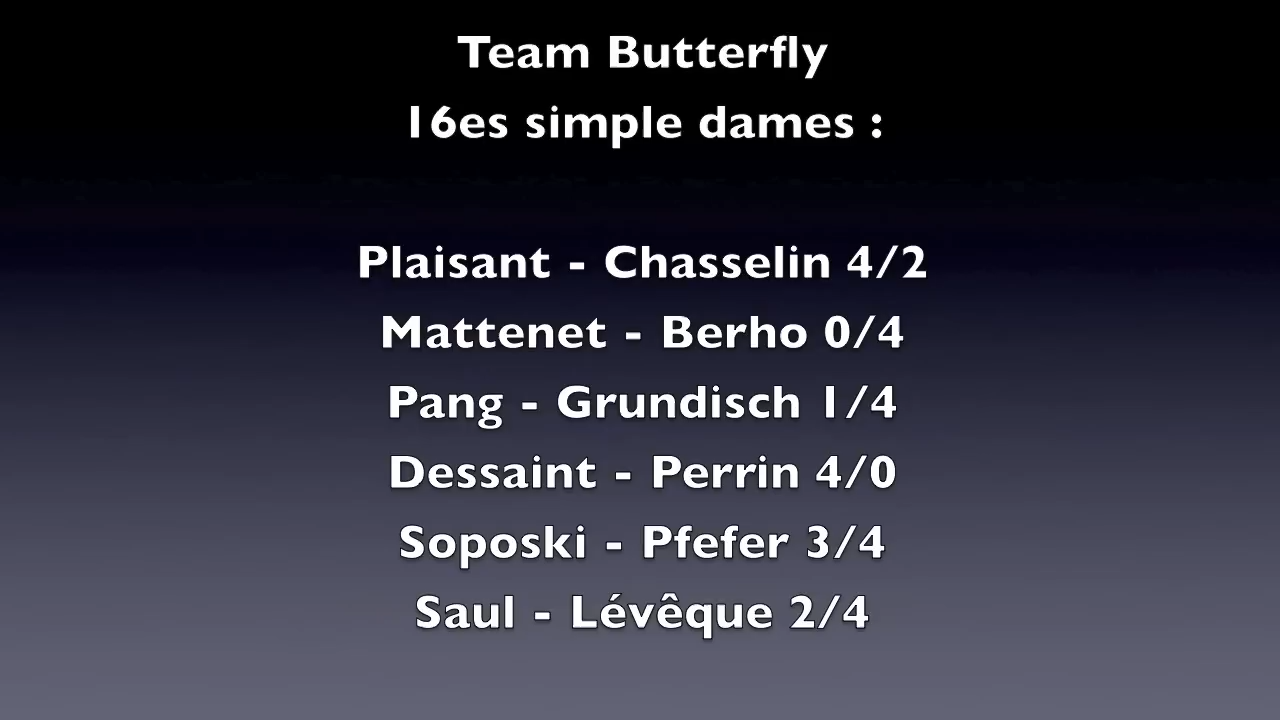 Team Butterfly
16es simple dames :
Plaisant - Chasselin 4/2
Mattenet - Berho 0/4
Pang - Grundisch 1/4
Dessaint - Perrin 4/0
Soposki - Pfefer 3/4
Saul - Lévêque 2/4